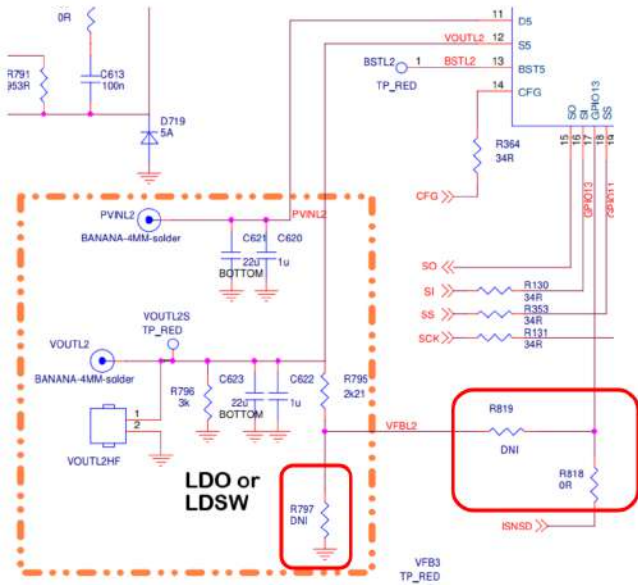 0R
R791
953R
C613
100n
D719
5A
11
D5
VOUTL2
12
S5
BSTL2
1
BSTL2
13
BST5
TP_RED
14
CFG
SO
SI
GPIO13
SS
15
16
17
18
19
R364
34R
GPIO13
GPIO11
CFG
PVINL2
PVINL2
BANANA-4MM-solder
C621
C620
22u
1u
BOTTOM
SO
SI
R130
34R
SS
R353
34R
SCK
R131
34R
VOUTL2S
TP_RED
VOUTL2
BANANA-4MM-solder
R796
3k
C623
C622
22u
1u
BOTTOM
R795
2k21
1
2
VOUTL2HF
VFBL2
R819
DNI
R818
0R
LDO or
LDSW
R797
DNI
ISNSD
VFB3
TP_RED